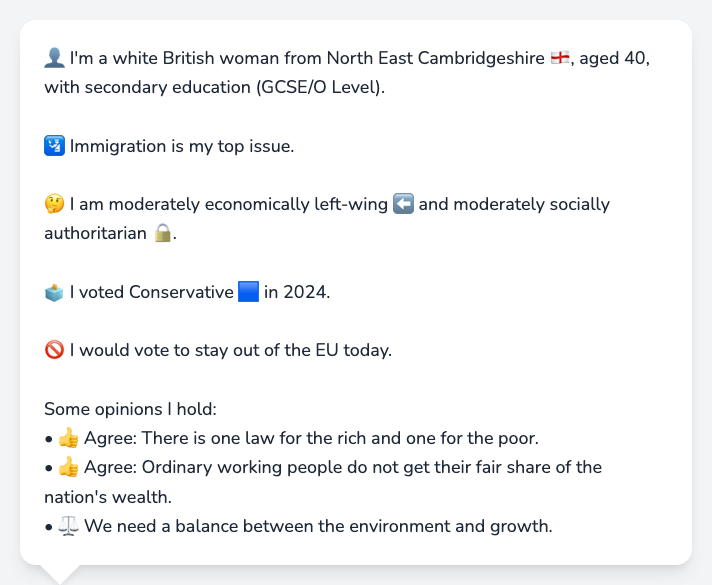 👤 I'm a white British woman from North East Cambridgeshire 🏴󠁧󠁢󠁥󠁮󠁧󠁿, aged 40,
with secondary education (GCSE/O Level).
🛂 Immigration is my top issue.
🤔 I am moderately economically left-wing ⬅️ and moderately socially
authoritarian 🔒.
🗳️ I voted Conservative 🟦 in 2024.
🚫 I would vote to stay out of the EU today.
Some opinions I hold:
• 👍 Agree: There is one law for the rich and one for the poor.
• 👍 Agree: Ordinary working people do not get their fair share of the
nation's wealth.
• ⚖️ We need a balance between the environment and growth.